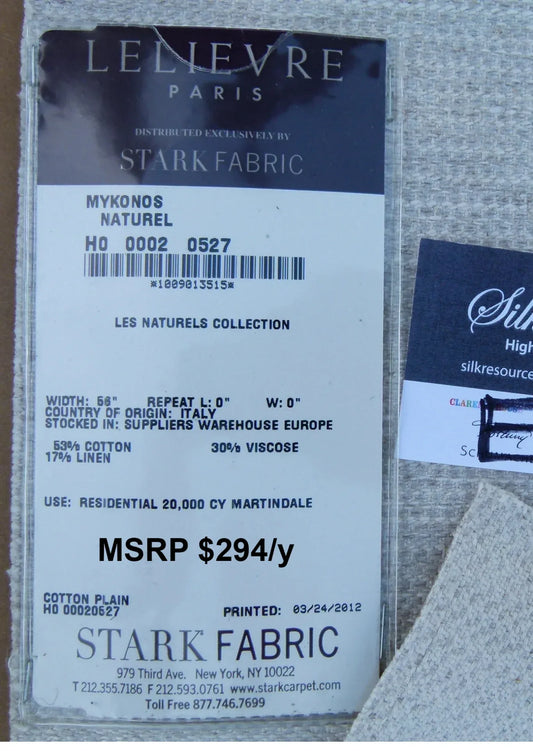 LELIEVRE
PARIS
DISTRIBUTED EXCLUSIVELY BY
STARK FABRIC
MYKONOS
NATUREL
HO 0002 0527
*1009013515*
LES NATURELS COLLECTION
WIDTH: 56" REPEAT L: 0" W: 0"
COUNTRY OF ORIGIN: ITALY
STOCKED IN: SUPPLIERS WAREHOUSE EUROPE
53% COTTON 30% VISCOSE
17% LINEN
USE: RESIDENTIAL 20,000 CY MARTINDALE
MSRP $294/y
COTTON PLAIN
HO 00020527 PRINTED: 03/24/2012
STARK FABRIC
979 Third Ave. New York, NY 10022
T 212.355.7186 F 212.593.0761 www.starkcarpet.com
Toll Free 877.746.7699
Silk
High
silkresource